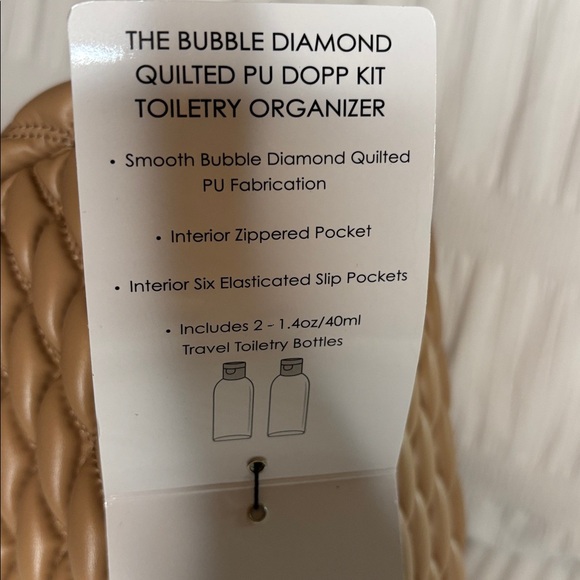 THE BUBBLE DIAMOND
QUILTED PU DOPP KIT
TOILETRY ORGANIZER
• Smooth Bubble Diamond Quilted
PU Fabrication
• Interior Zippered Pocket
• Interior Six Elasticated Slip Pockets
• Includes 2 - 1.4oz/40ml
Travel Toiletry Bottles